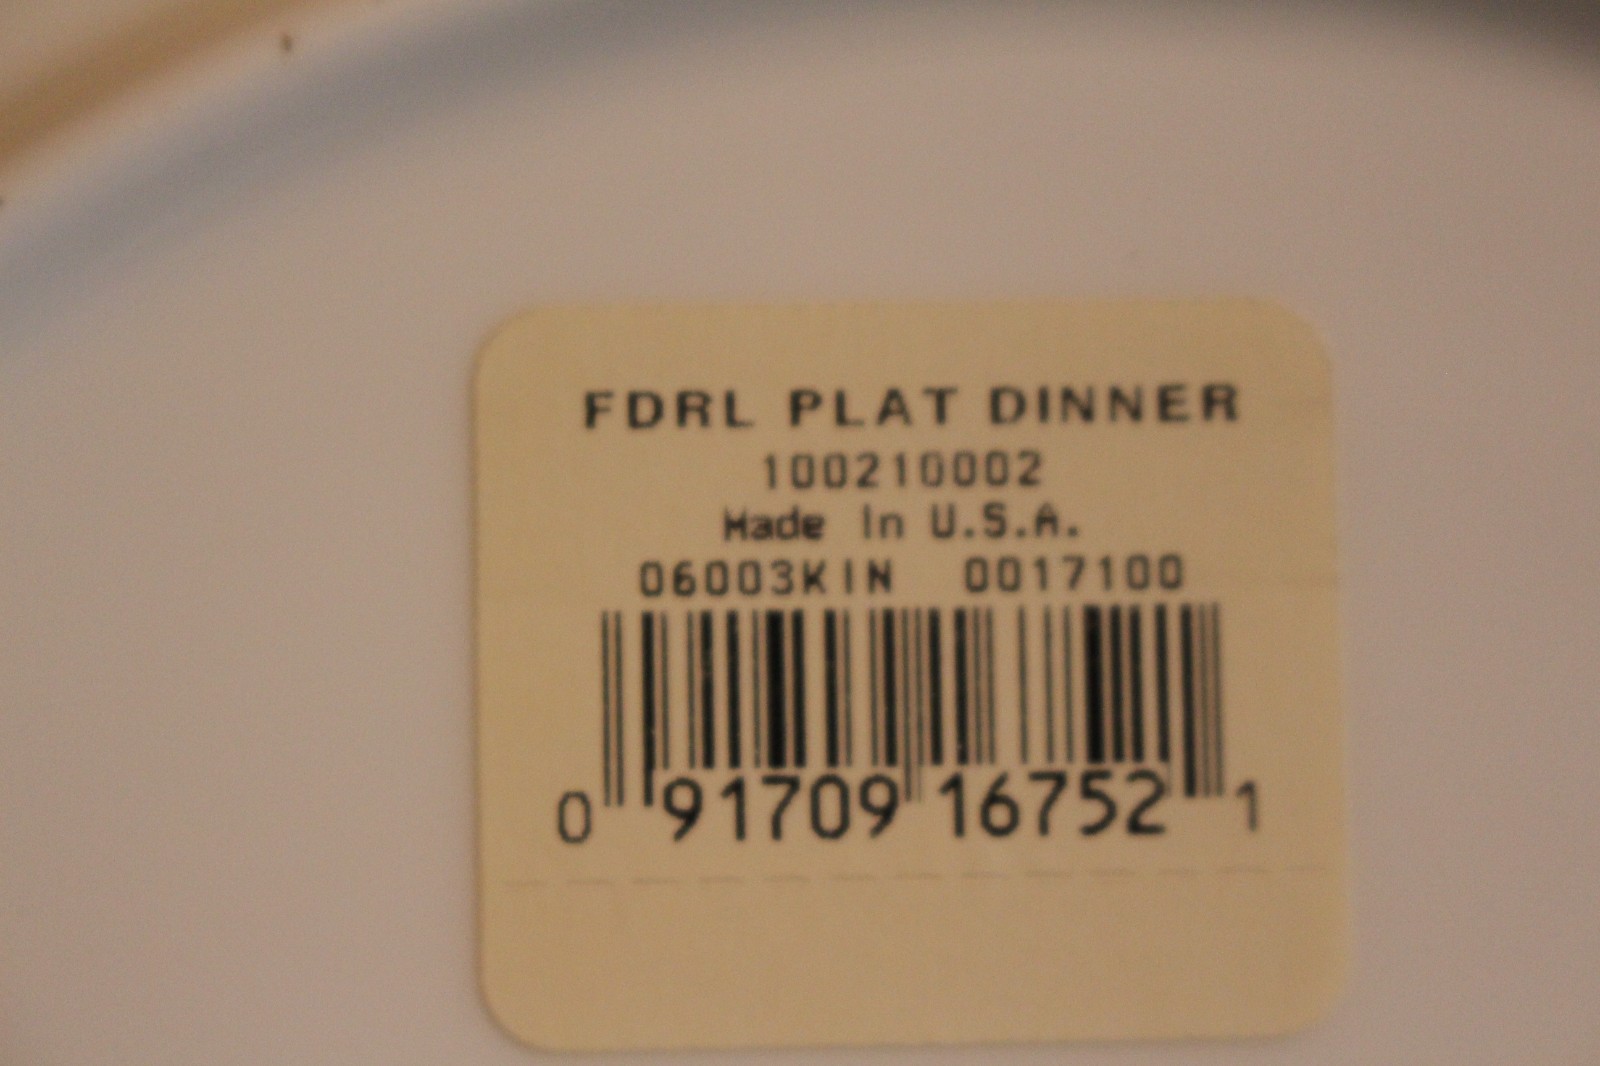 FDRL PLAT DINNER
100210002
Made In U.S.A.
06003KIN 0017100
0 91709 16752 1